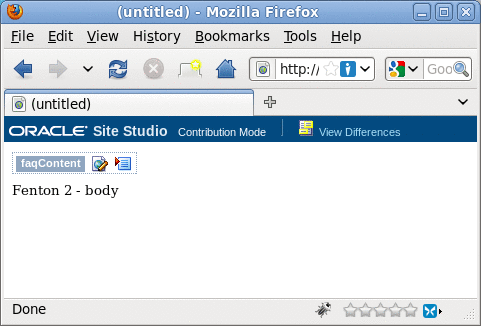 (untitled) - Mozilla Firefox
File Edit View History Bookmarks Tools Help
http:/ Goo
(untitled)
ORACLE Site Studio Contribution Mode View Differences
faqContent
Fenton 2 - body
Done